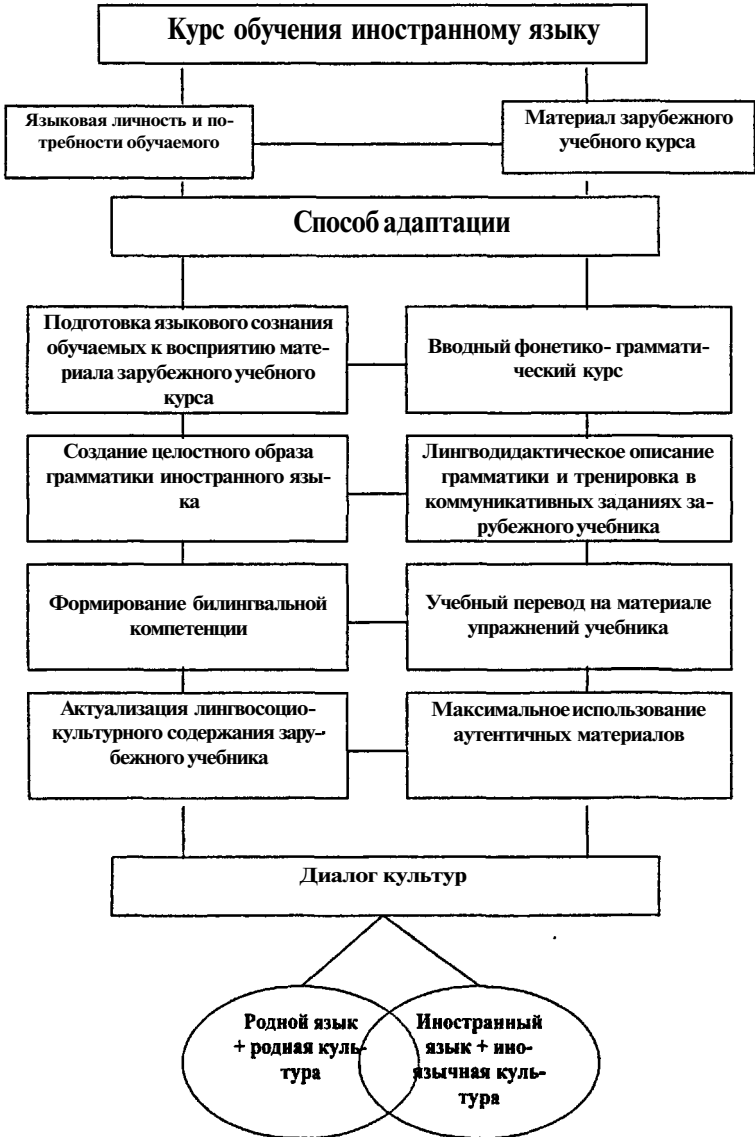 Курс обучения иностранному языку
Языковая личность и по-
требности обучаемого
Материал зарубежного
учебного курса
Способ адаптации
Подготовка языкового сознания
обучаемых к восприятию мате-
риала зарубежного учебного
курса
Вводный фонетико- граммати-
ческий курс
Создание целостного образа
грамматики иностранного язы-
ка
Лингводидактическое описание
грамматики и тренировка в
коммуникативных заданиях за-
рубежного учебника
Формирование билингвальной
компетенции
Учебный перевод на материале
упражнений учебника
Актуализация лингвосоцио-
культурного содержания зару-
бежного учебника
Максимальное использование
аутентичных материалов
Диалог культур
Родной язык
+ родная куль-
тура
Иностранный
язык + ино-
язычная куль-
тура